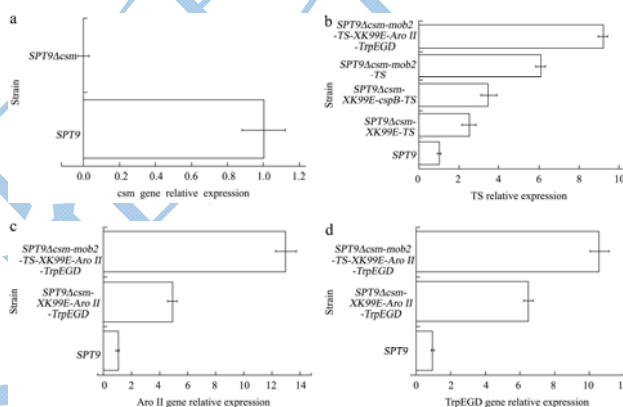 a
Strain
SPT9Δcsm
SPT9
0.0 0.2 0.4 0.6 0.8 1.0 1.2
csm gene relative expression
b
Strain
SPT9Δcsm-mob2
-TS-XK99E-Aro II
-TrpEGD
SPT9Δcsm-mob2
-TS
SPT9Δcsm-
XK99E-cspB-TS
SPT9Δcsm-
XK99E-TS
SPT9
0 2 4 6 8 10
TS relative expression
c
Strain
SPT9Δcsm-mob2
-TS-XK99E-Aro II
-TrpEGD
SPT9Δcsm-
XK99E-Aro II
-TrpEGD
SPT9
0 2 4 6 8 10 12 14
Aro II gene relative expression
d
Strain
SPT9Δcsm-mob2
-TS-XK99E-Aro II
-TrpEGD
SPT9Δcsm-
XK99E-Aro II
-TrpEGD
SPT9
0 2 4 6 8 10
TrpEGD gene relative expression